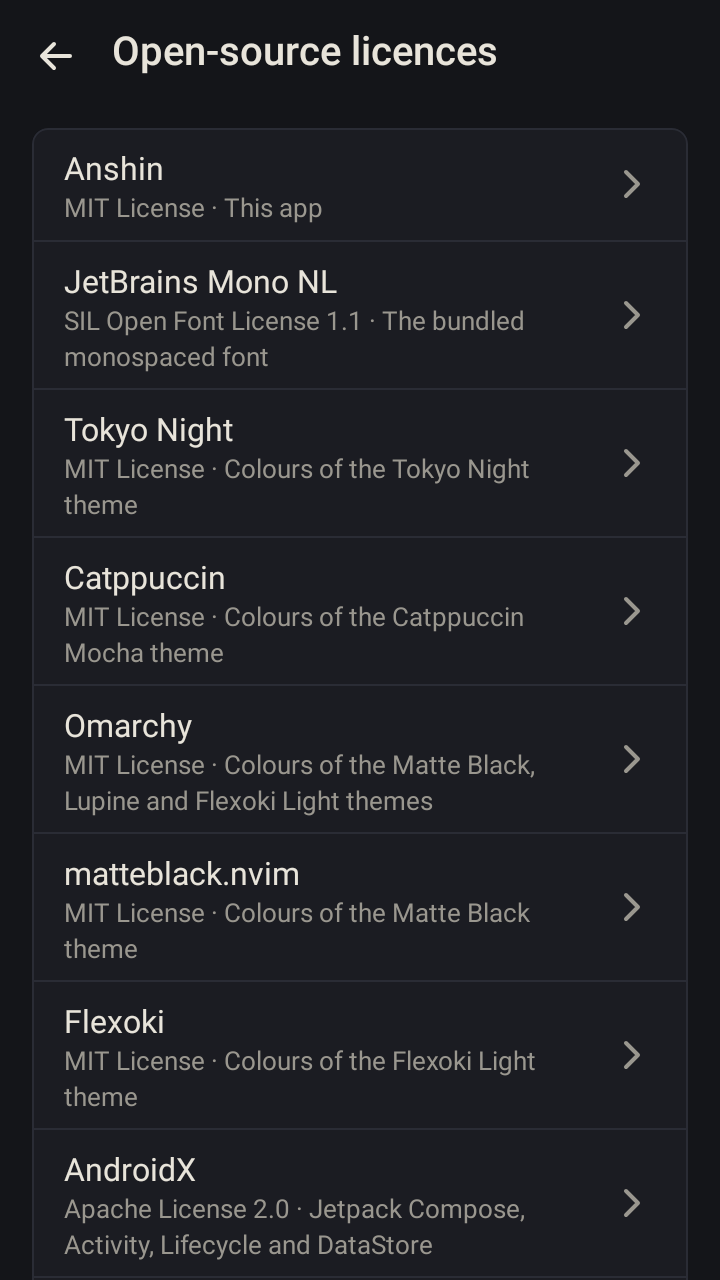 Open-source licences
Anshin
MIT License · This app
JetBrains Mono NL
SIL Open Font License 1.1 · The bundled
monospaced font
Tokyo Night
MIT License · Colours of the Tokyo Night
theme
Catppuccin
MIT License · Colours of the Catppuccin
Mocha theme
Omarchy
MIT License · Colours of the Matte Black,
Lupine and Flexoki Light themes
matteblack.nvim
MIT License · Colours of the Matte Black
theme
Flexoki
MIT License · Colours of the Flexoki Light
theme
AndroidX
Apache License 2.0 · Jetpack Compose,
Activity, Lifecycle and DataStore